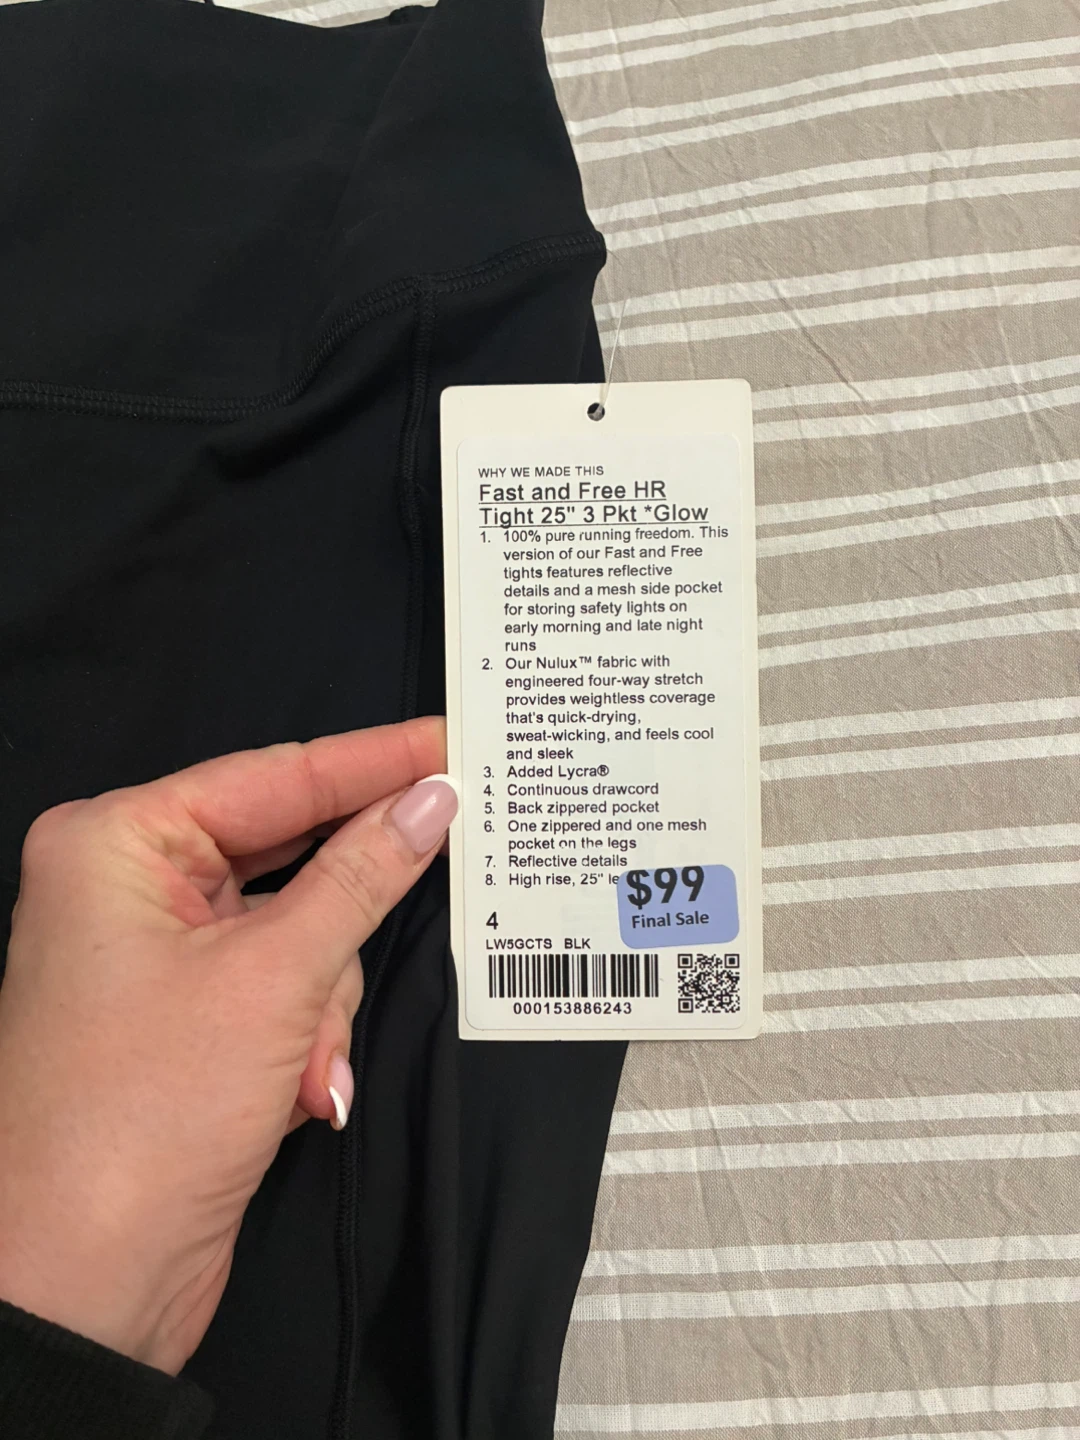 WHY WE MADE THIS
Fast and Free HR
Tight 25" 3 Pkt *Glow
1. 100% pure running freedom. This
version of our Fast and Free
tights features reflective
details and a mesh side pocket
for storing safety lights on
early morning and late night
runs
2. Our Nulux™ fabric with
engineered four-way stretch
provides weightless coverage
that's quick-drying,
sweat-wicking, and feels cool
and sleek
3. Added Lycra®
4. Continuous drawcord
5. Back zippered pocket
6. One zippered and one mesh
pocket on the legs
7. Reflective details
8. High rise, 25"
$99
Final Sale
4
LW5GCTS BLK
000153886243